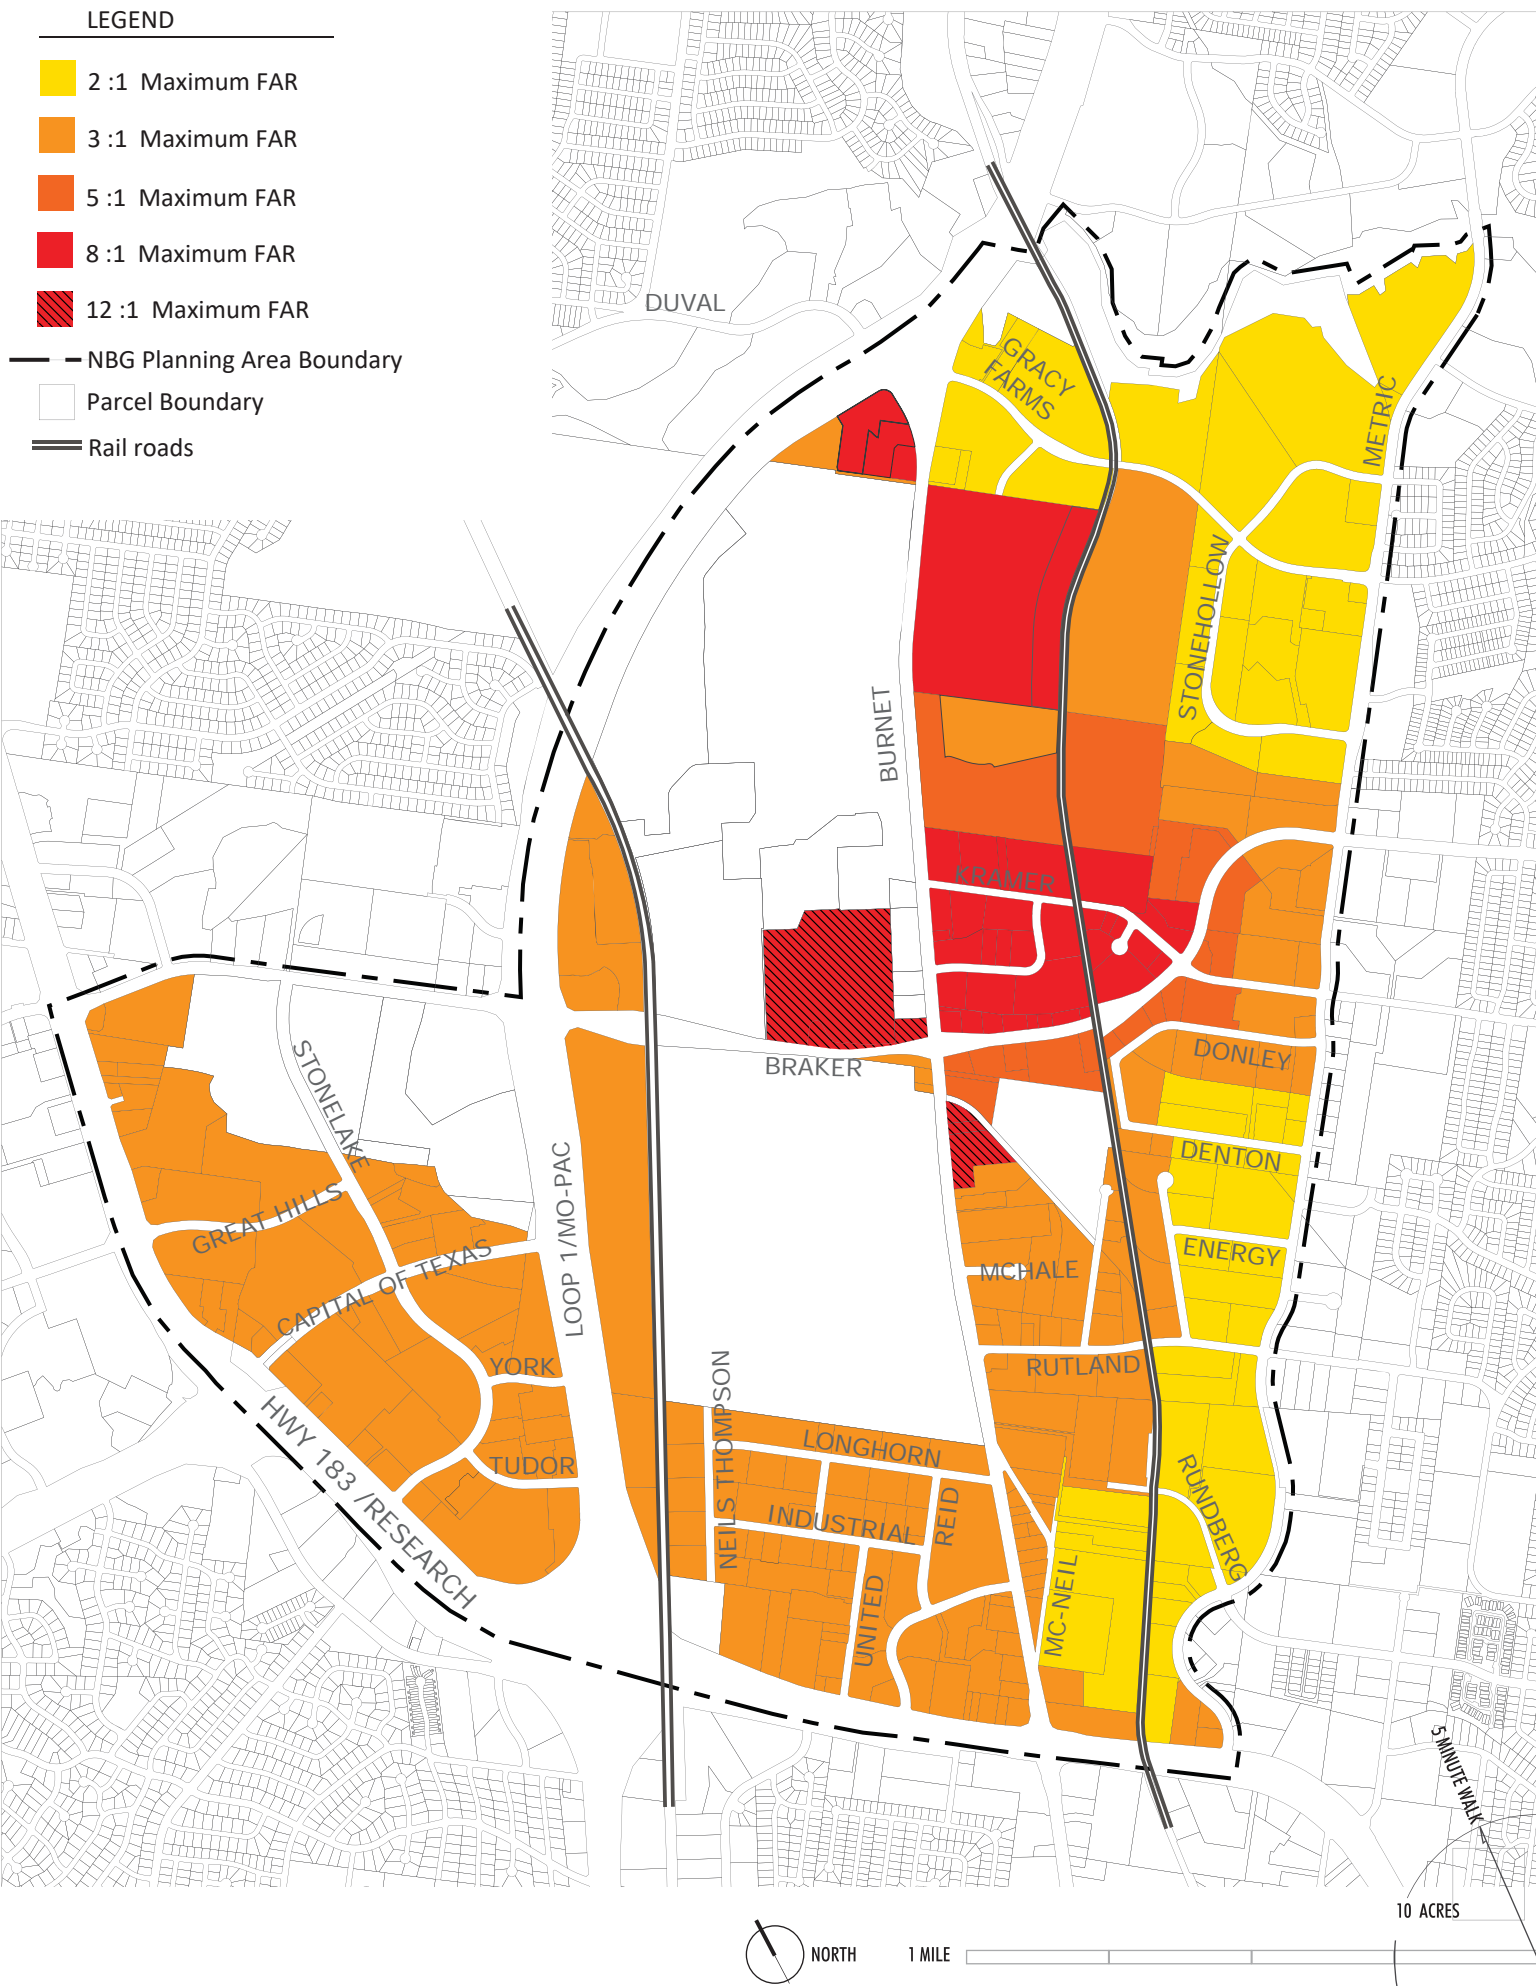 LEGEND
2 :1 Maximum FAR
3 :1 Maximum FAR
5 :1 Maximum FAR
8 :1 Maximum FAR
12 :1 Maximum FAR
NBG Planning Area Boundary
Parcel Boundary
Rail roads
DUVAL
GRACY
FARMS
METRIC
STONEHOLLOW
BURNET
KRAMER
BRAKER
DONLEY
STONELAKE
DENTON
GREAT HILLS
LOOP 1/MO-PAC
CAPITAL OF TEXAS
ENERGY
MCHALE
YORK
RUTLAND
HWY 183 /RESEARCH
NEILS THOMPSON
LONGHORN
TUDOR
INDUSTRIAL
REID
RUNDBERG
UNITED
MC-NEIL
5 MINUTE WALK
10 ACRES
NORTH
1 MILE